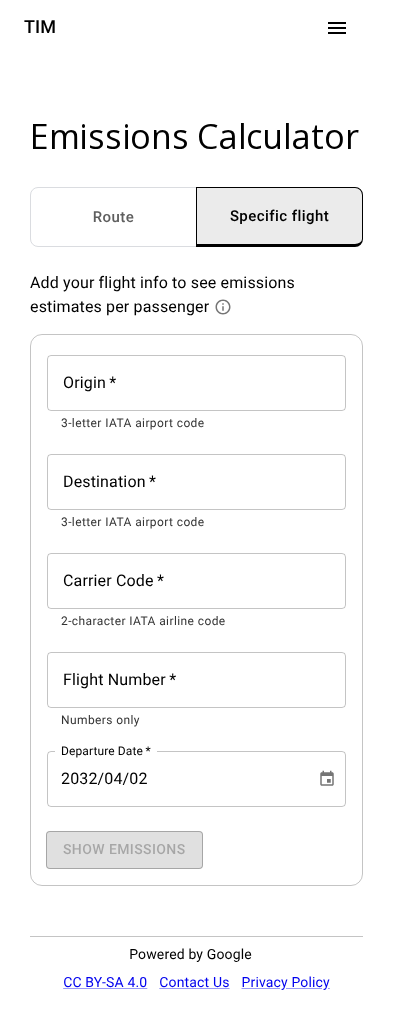 TIM
Emissions Calculator
Route
Specific flight
Add your flight info to see emissions
estimates per passenger
Origin *
3-letter IATA airport code
Destination *
3-letter IATA airport code
Carrier Code *
2-character IATA airline code
Flight Number *
Numbers only
Departure Date *
2032/04/02
SHOW EMISSIONS
Powered by Google
CC BY-SA 4.0 Contact Us Privacy Policy